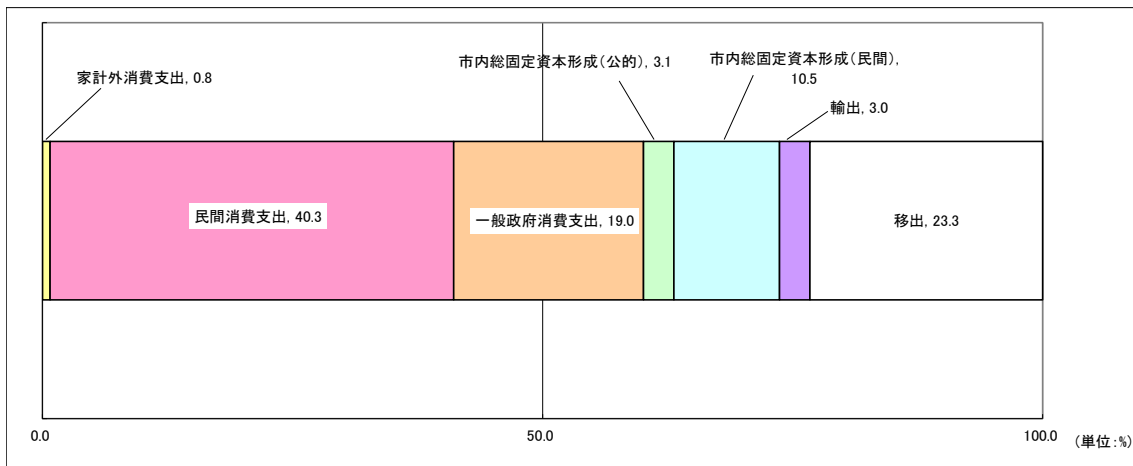 市内総固定資本形成(公的), 3.1
市内総固定資本形成(民間),
10.5
家計外消費支出, 0.8
輸出, 3.0
民間消費支出, 40.3
一般政府消費支出, 19.0
移出, 23.3
0.0
50.0
100.0
(単位:%)